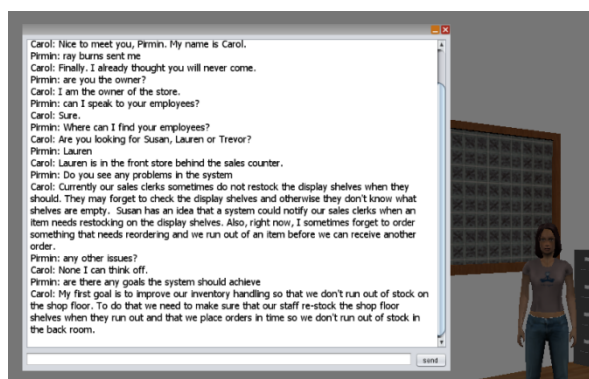 Carol: Nice to meet you, Pirmin. My name is Carol.
Pirmin: ray burns sent me
Carol: Finally. I already thought you will never come.
Pirmin: are you the owner?
Carol: I am the owner of the store.
Pirmin: can I speak to your employees?
Carol: Sure.
Pirmin: Where can I find your employees?
Carol: Are you looking for Susan, Lauren or Trevor?
Pirmin: Lauren
Carol: Lauren is in the front store behind the sales counter.
Pirmin: Do you see any problems in the system
Carol: Currently our sales clerks sometimes do not restock the display shelves when they
should. They may forget to check the display shelves and otherwise they don't know what
shelves are empty.  Susan has an idea that a system could notify our sales clerks when an
item needs restocking on the display shelves. Also, right now, I sometimes forget to order
something that needs reordering and we run out of an item before we can receive another
order.
Pirmin: any other issues?
Carol: None I can think off.
Pirmin: are there any goals the system should achieve
Carol: My first goal is to improve our inventory handling so that we don't run out of stock on
the shop floor. To do that we need to make sure that our staff re-stock the shop floor
shelves when they run out and that we place orders in time so we don't run out of stock in
the back room.
send